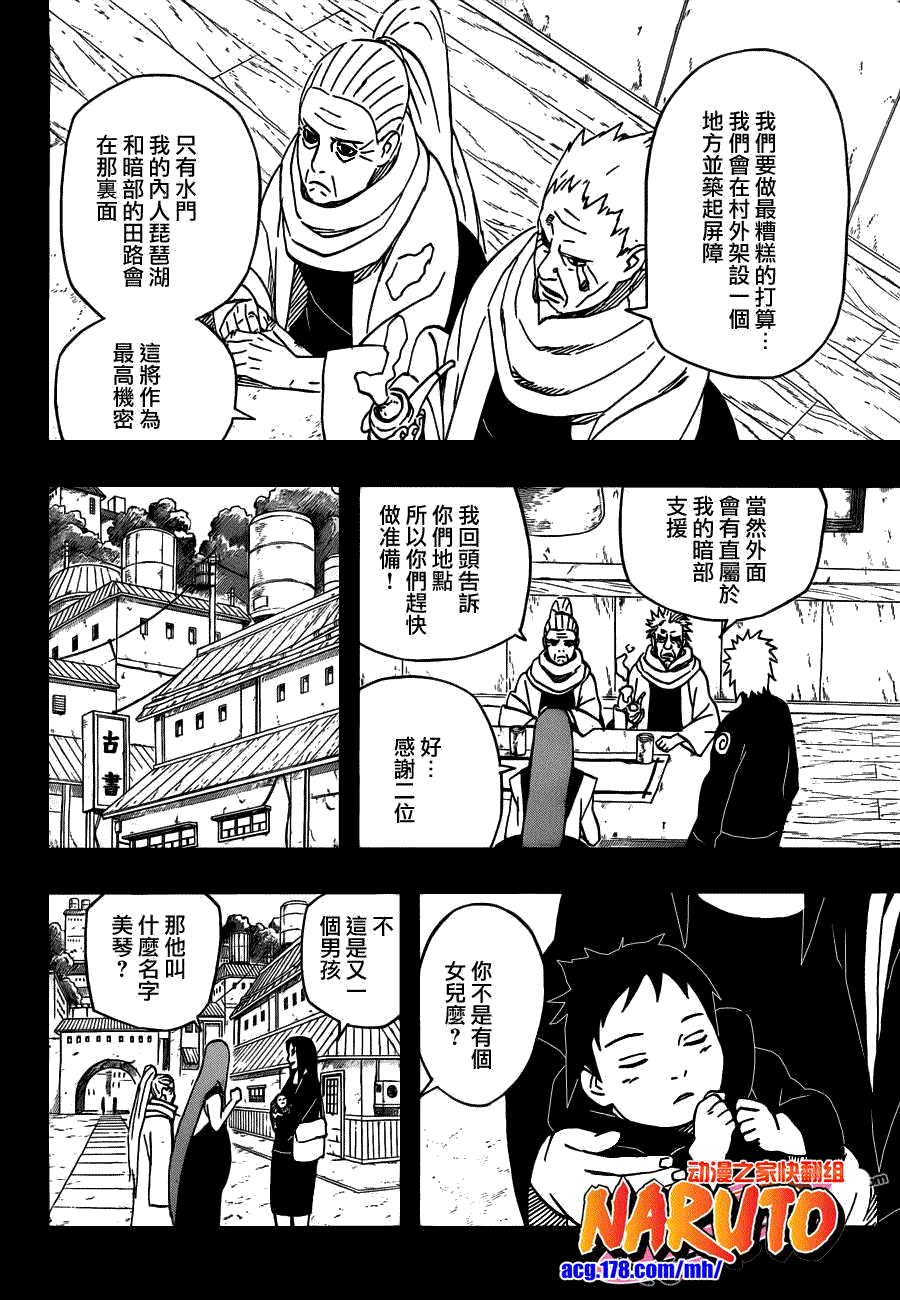 我們要做最糟糕的打算…
我們會在村外架設一個
地方並築起屏障
只有水門
我的內人琵琶湖
和暗部的田路會
在那裏面
這將作為
最高機密
當然外面
會有直屬於
我的暗部
支援
我回頭告訴
你們地點
所以你們趕快
做准備！
好…
感謝二位
古書
你不是有個
女兒麼？
不
這是又一
個男孩
那他叫
什麼名字
美琴？
动漫之家快翻组
NARUTO
acg.178.com/mh/